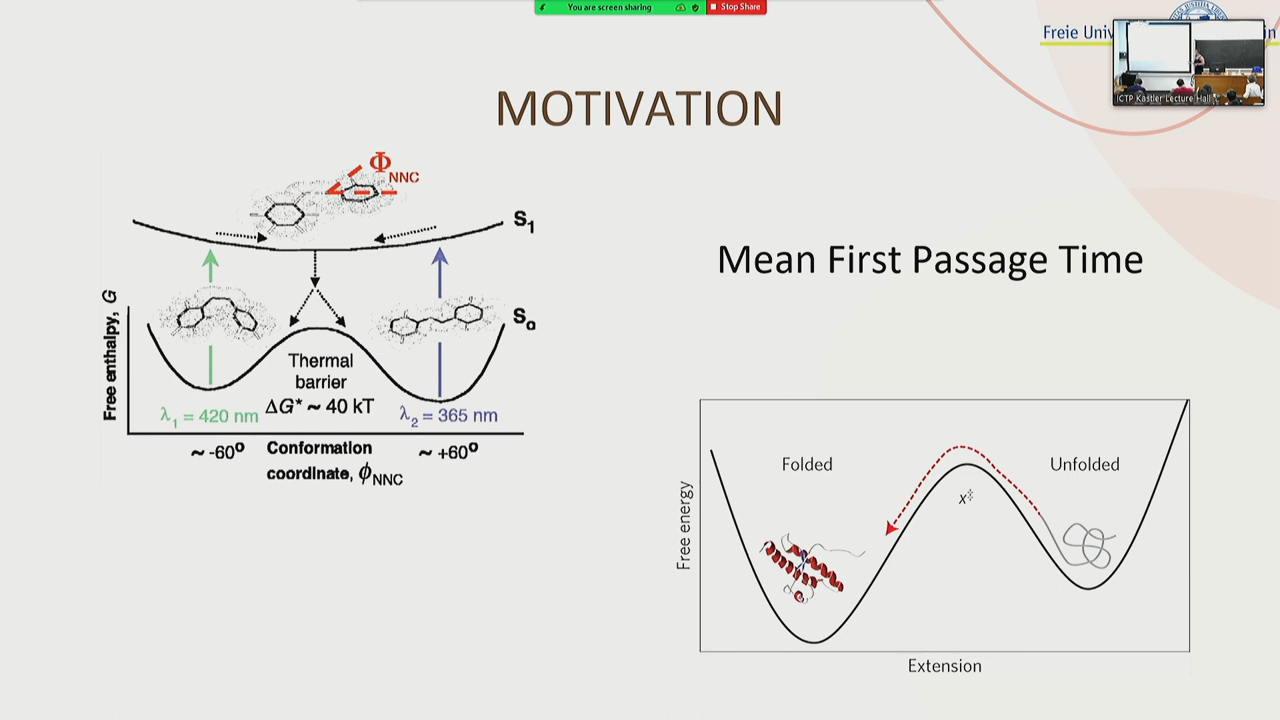 You are screen sharing
Stop Share
Freie Univ
in
ICTP Kastler Lecture Hall
MOTIVATION
Φ
NNC
S1
Mean First Passage Time
So
Free enthalpy, G
Thermal
barrier
ΔG* ~ 40 kT
λ1 = 420 nm
λ2 = 365 nm
~ -60º
Conformation
coordinate, ϕNNC
~ +60º
Folded
Unfolded
x‡
Free energy
Extension